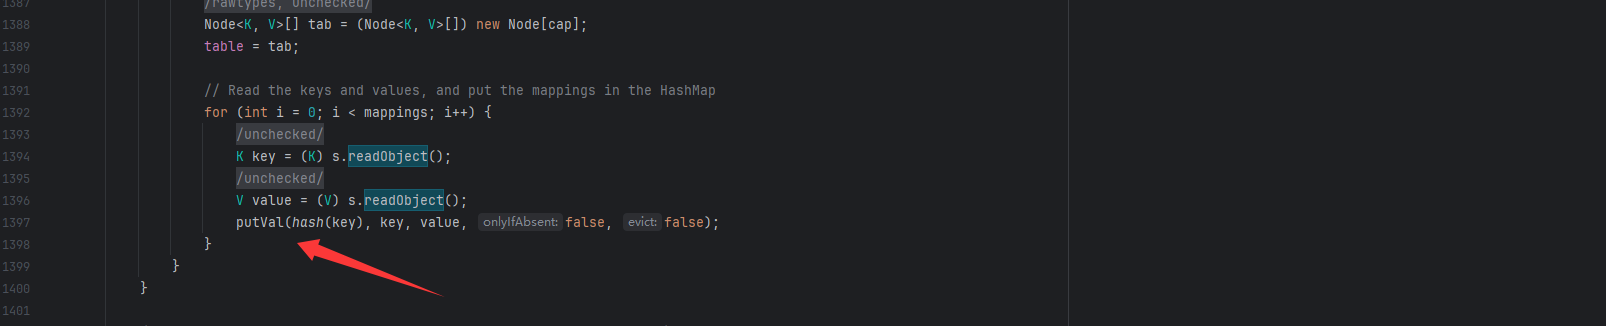 1387 /rawtypes, unchecked/
1388 Node<K, V>[] tab = (Node<K, V>[]) new Node[cap];
1389 table = tab;
1390
1391 // Read the keys and values, and put the mappings in the HashMap
1392 for (int i = 0; i < mappings; i++) {
1393 /unchecked/
1394 K key = (K) s.readObject();
1395 /unchecked/
1396 V value = (V) s.readObject();
1397 putVal(hash(key), key, value, onlyIfAbsent: false, evict: false);
1398 }
1399 }
1400 }
1401